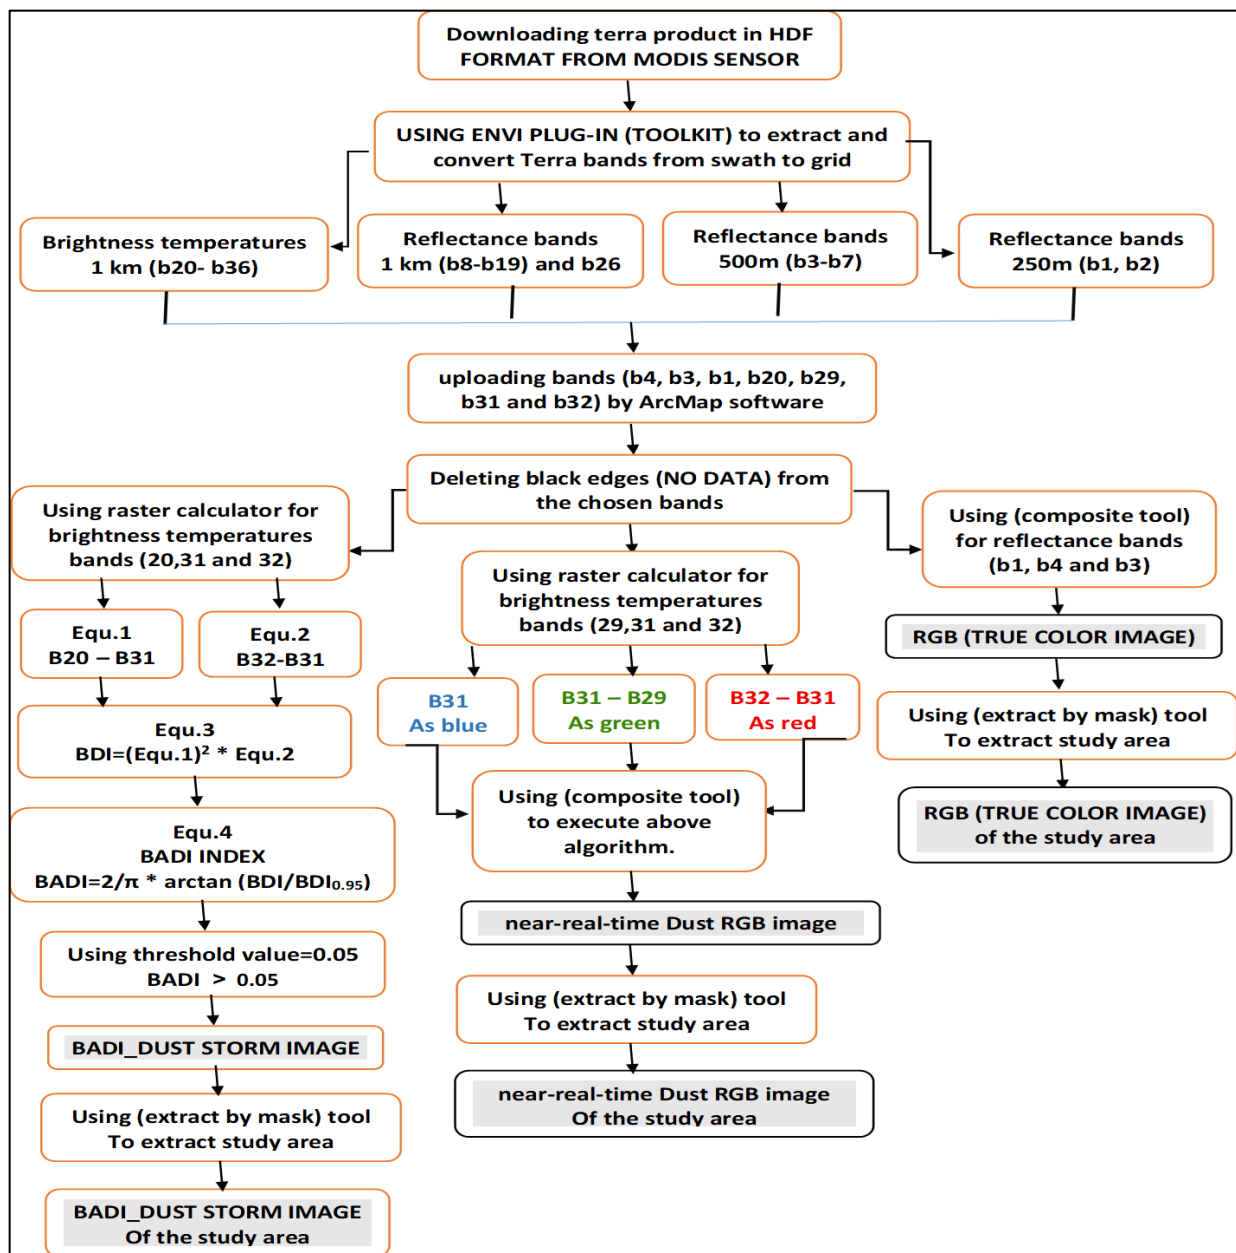 Downloading terra product in HDF
FORMAT FROM MODIS SENSOR
USING ENVI PLUG-IN (TOOLKIT) to extract and
convert Terra bands from swath to grid
Brightness temperatures
1 km (b20- b36)
Reflectance bands
1 km (b8-b19) and b26
Reflectance bands
500m (b3-b7)
Reflectance bands
250m (b1, b2)
uploading bands (b4, b3, b1, b20, b29,
b31 and b32) by ArcMap software
Deleting black edges (NO DATA) from
the chosen bands
Using raster calculator for
brightness temperatures
bands (20,31 and 32)
Equ.1
B20 – B31
Equ.2
B32-B31
Equ.3
BDI=(Equ.1)² * Equ.2
Equ.4
BADI INDEX
BADI=2/π * arctan (BDI/BDI₀.₉₅)
Using threshold value=0.05
BADI > 0.05
BADI_DUST STORM IMAGE
Using (extract by mask) tool
To extract study area
BADI_DUST STORM IMAGE
Of the study area
Using raster calculator for
brightness temperatures
bands (29,31 and 32)
B31
As blue
B31 – B29
As green
B32 – B31
As red
Using (composite tool)
to execute above
algorithm.
near-real-time Dust RGB image
Using (extract by mask) tool
To extract study area
near-real-time Dust RGB image
Of the study area
Using (composite tool)
for reflectance bands
(b1, b4 and b3)
RGB (TRUE COLOR IMAGE)
Using (extract by mask) tool
To extract study area
RGB (TRUE COLOR IMAGE)
of the study area